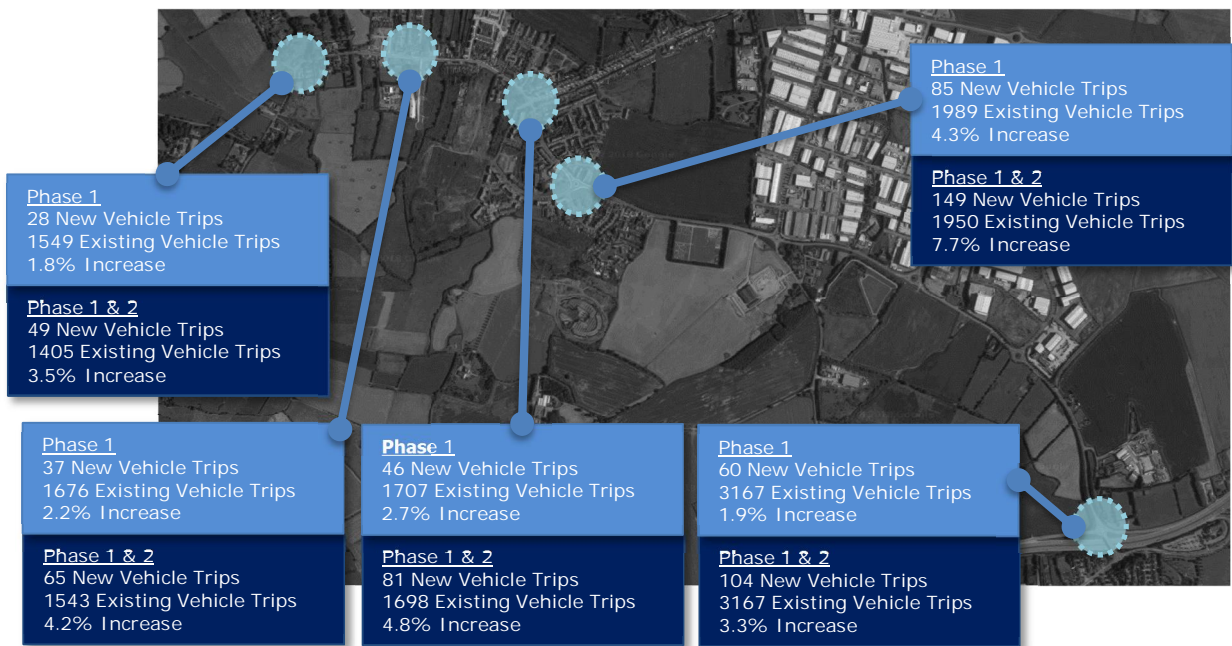 Phase 1
85 New Vehicle Trips
1989 Existing Vehicle Trips
4.3% Increase
Phase 1 & 2
149 New Vehicle Trips
1950 Existing Vehicle Trips
7.7% Increase
Phase 1
28 New Vehicle Trips
1549 Existing Vehicle Trips
1.8% Increase
Phase 1 & 2
49 New Vehicle Trips
1405 Existing Vehicle Trips
3.5% Increase
Phase 1
37 New Vehicle Trips
1676 Existing Vehicle Trips
2.2% Increase
Phase 1 & 2
65 New Vehicle Trips
1543 Existing Vehicle Trips
4.2% Increase
Phase 1
46 New Vehicle Trips
1707 Existing Vehicle Trips
2.7% Increase
Phase 1 & 2
81 New Vehicle Trips
1698 Existing Vehicle Trips
4.8% Increase
Phase 1
60 New Vehicle Trips
3167 Existing Vehicle Trips
1.9% Increase
Phase 1 & 2
104 New Vehicle Trips
3167 Existing Vehicle Trips
3.3% Increase